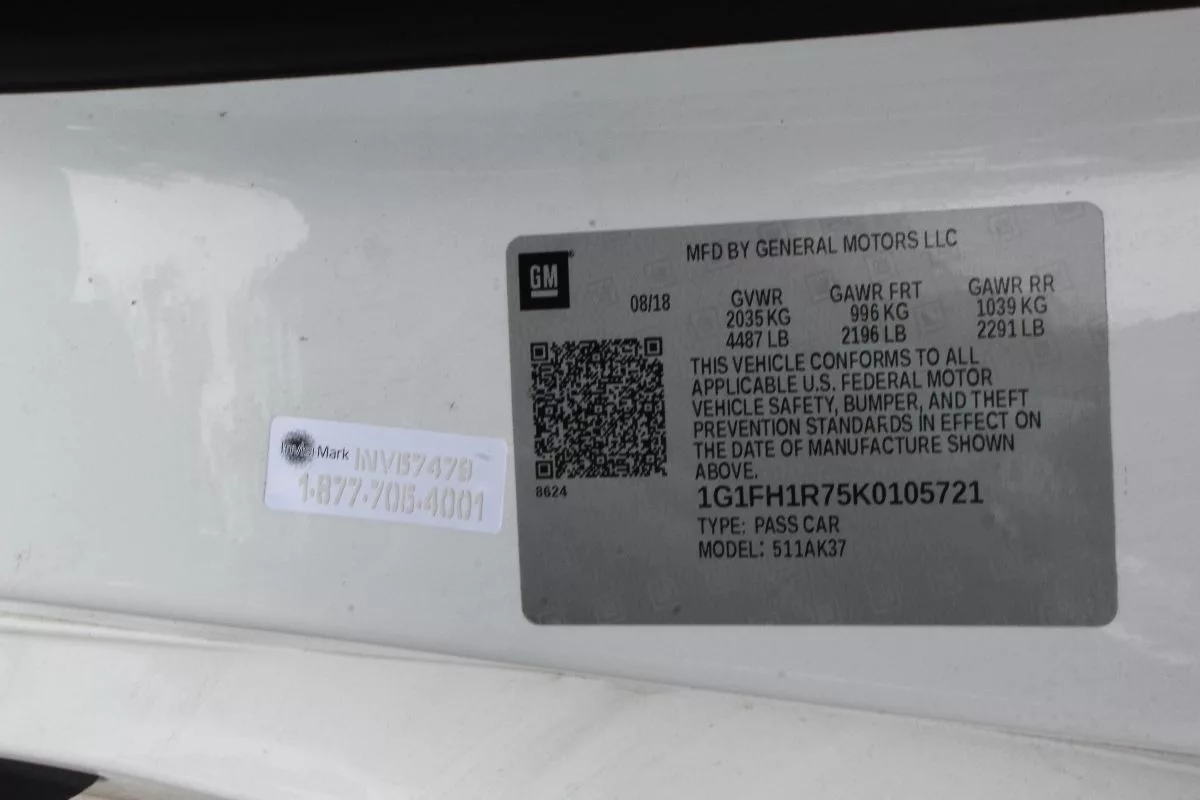 GM
MFD BY GENERAL MOTORS LLC
08/18
GVWR
2035 KG
4487 LB
GAWR FRT
996 KG
2196 LB
GAWR RR
1039 KG
2291 LB
THIS VEHICLE CONFORMS TO ALL
APPLICABLE U.S. FEDERAL MOTOR
VEHICLE SAFETY, BUMPER, AND THEFT
PREVENTION STANDARDS IN EFFECT ON
THE DATE OF MANUFACTURE SHOWN
ABOVE.
8624
1G1FH1R75K0105721
TYPE: PASS CAR
MODEL: 511AK37
Mark
1-877-705-4001